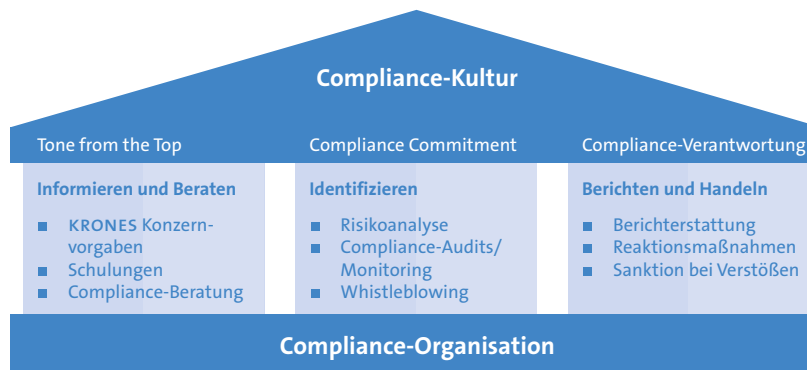 Compliance-Kultur
Tone from the Top
Compliance Commitment
Compliance-Verantwortung
Informieren und Beraten
KRONES Konzern-
vorgaben
Schulungen
Compliance-Beratung
Identifizieren
Risikoanalyse
Compliance-Audits/
Monitoring
Whistleblowing
Berichten und Handeln
Berichterstattung
Reaktionsmaßnahmen
Sanktion bei Verstößen
Compliance-Organisation